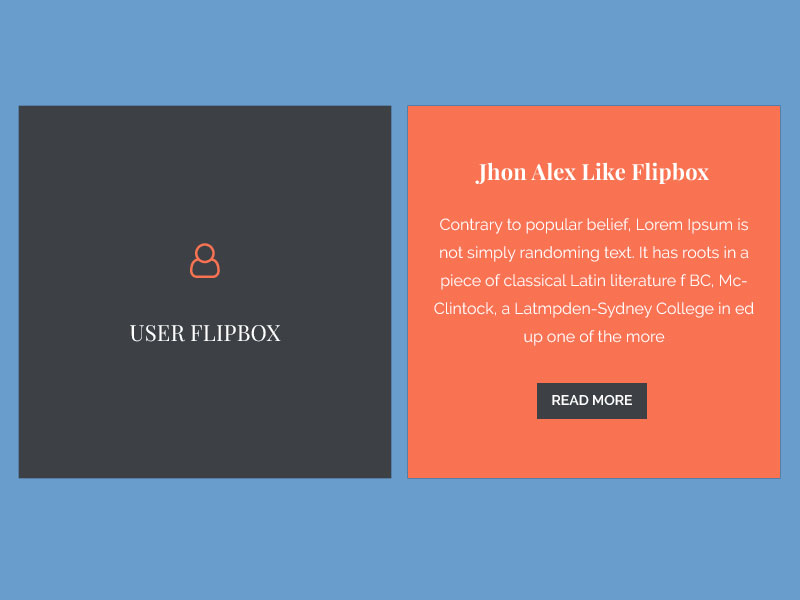 USER FLIPBOX
Jhon Alex Like Flipbox
Contrary to popular belief, Lorem Ipsum is
not simply randoming text. It has roots in a
piece of classical Latin literature f BC, Mc-
Clintock, a Latmpden-Sydney College in ed
up one of the more
READ MORE